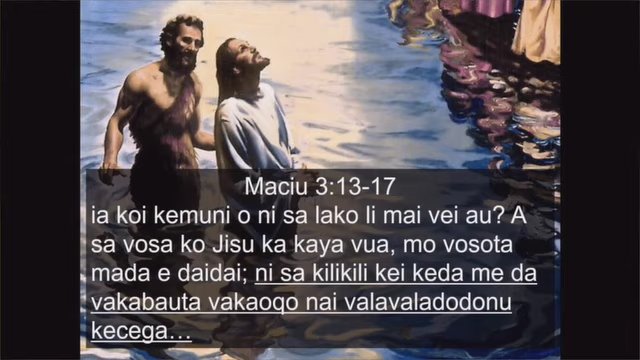 Maciu 3:13-17
ia koi kemuni o ni sa lako li mai vei au? A
sa vosa ko Jisu ka kaya vua, mo vosota
mada e daidai; ni sa kilikili kei keda me da
vakabauta vakaoqo nai valavaladodonu
kecega…